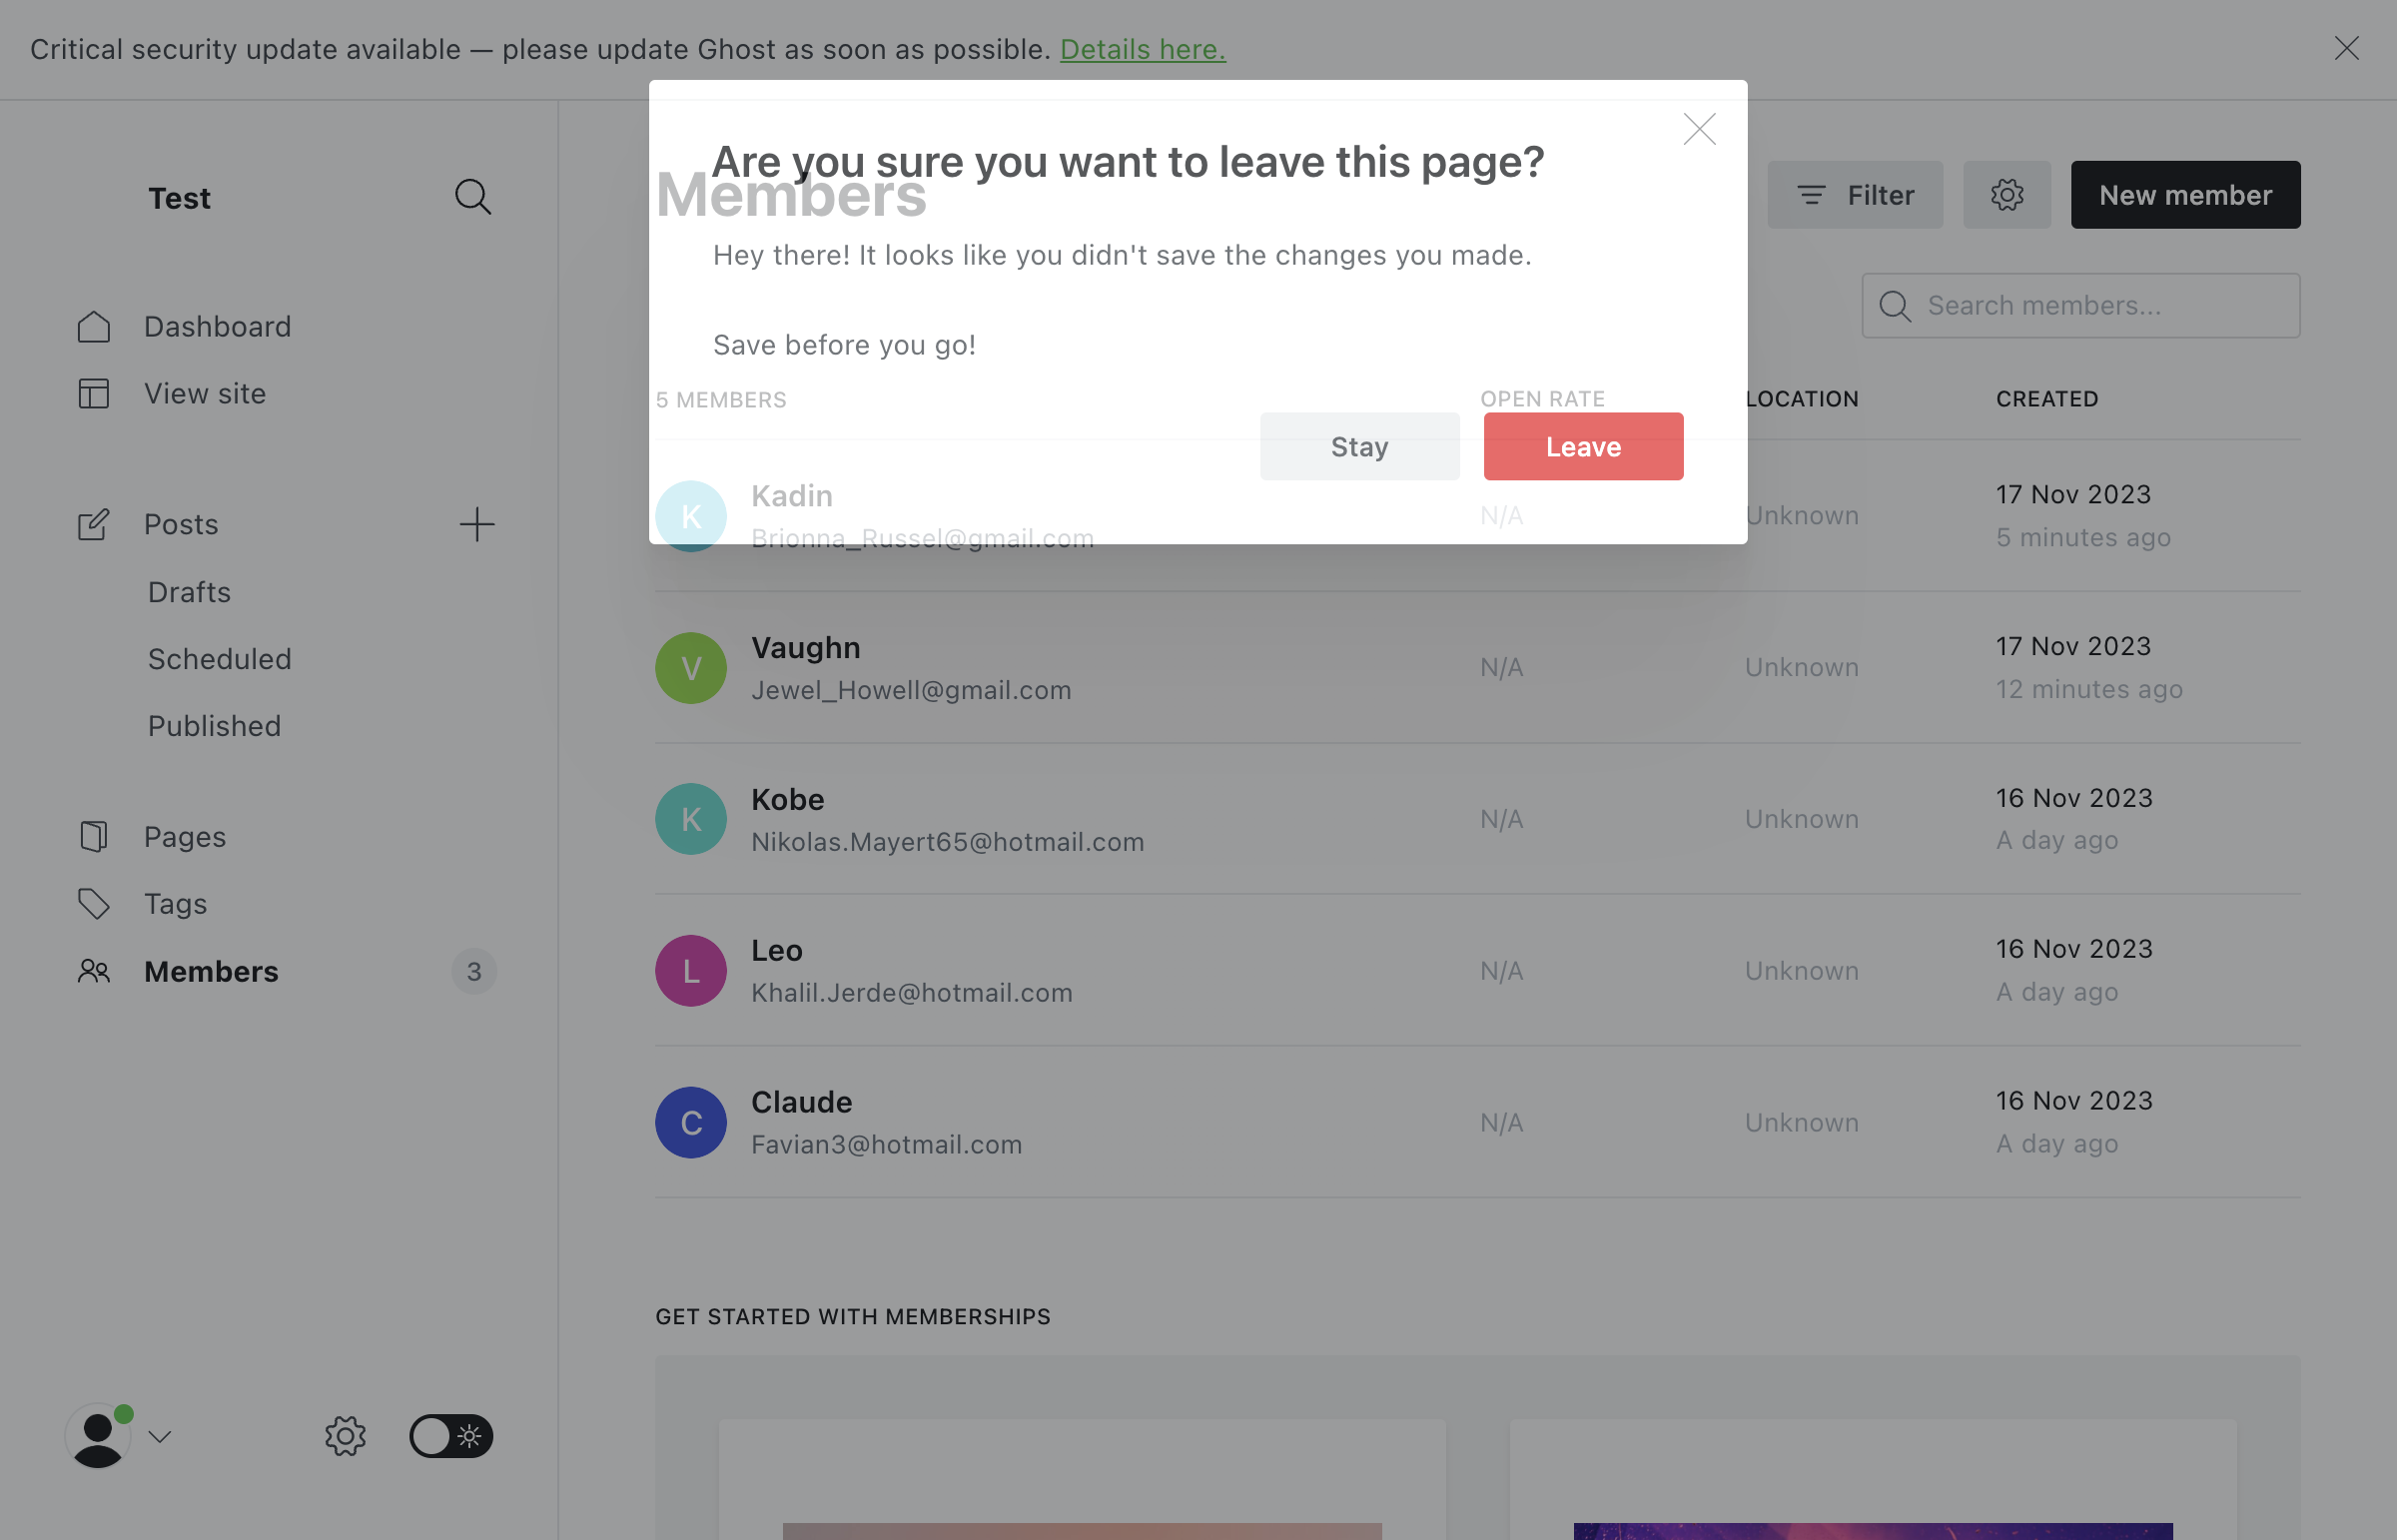 Critical security update available — please update Ghost as soon as possible. Details here.
Test
Dashboard
View site
Posts
Drafts
Scheduled
Published
Pages
Tags
Members
3
Are you sure you want to leave this page?
Hey there! It looks like you didn't save the changes you made.
Save before you go!
Stay
Leave
Members
Filter
New member
Search members...
5 MEMBERS OPEN RATE LOCATION CREATED
K
Kadin
Brionna_Russel@gmail.com
N/A
Unknown
17 Nov 2023
5 minutes ago
V
Vaughn
Jewel_Howell@gmail.com
N/A
Unknown
17 Nov 2023
12 minutes ago
K
Kobe
Nikolas.Mayert65@hotmail.com
N/A
Unknown
16 Nov 2023
A day ago
L
Leo
Khalil.Jerde@hotmail.com
N/A
Unknown
16 Nov 2023
A day ago
C
Claude
Favian3@hotmail.com
N/A
Unknown
16 Nov 2023
A day ago
GET STARTED WITH MEMBERSHIPS